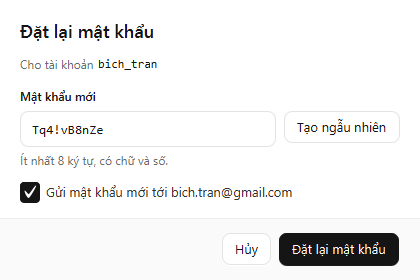 Đặt lại mật khẩu
Cho tài khoản bich_tran
Mật khẩu mới
Tq4!vB8nZe
Tạo ngẫu nhiên
Ít nhất 8 ký tự, có chữ và số.
Gửi mật khẩu mới tới bich.tran@gmail.com
Hủy
Đặt lại mật khẩu